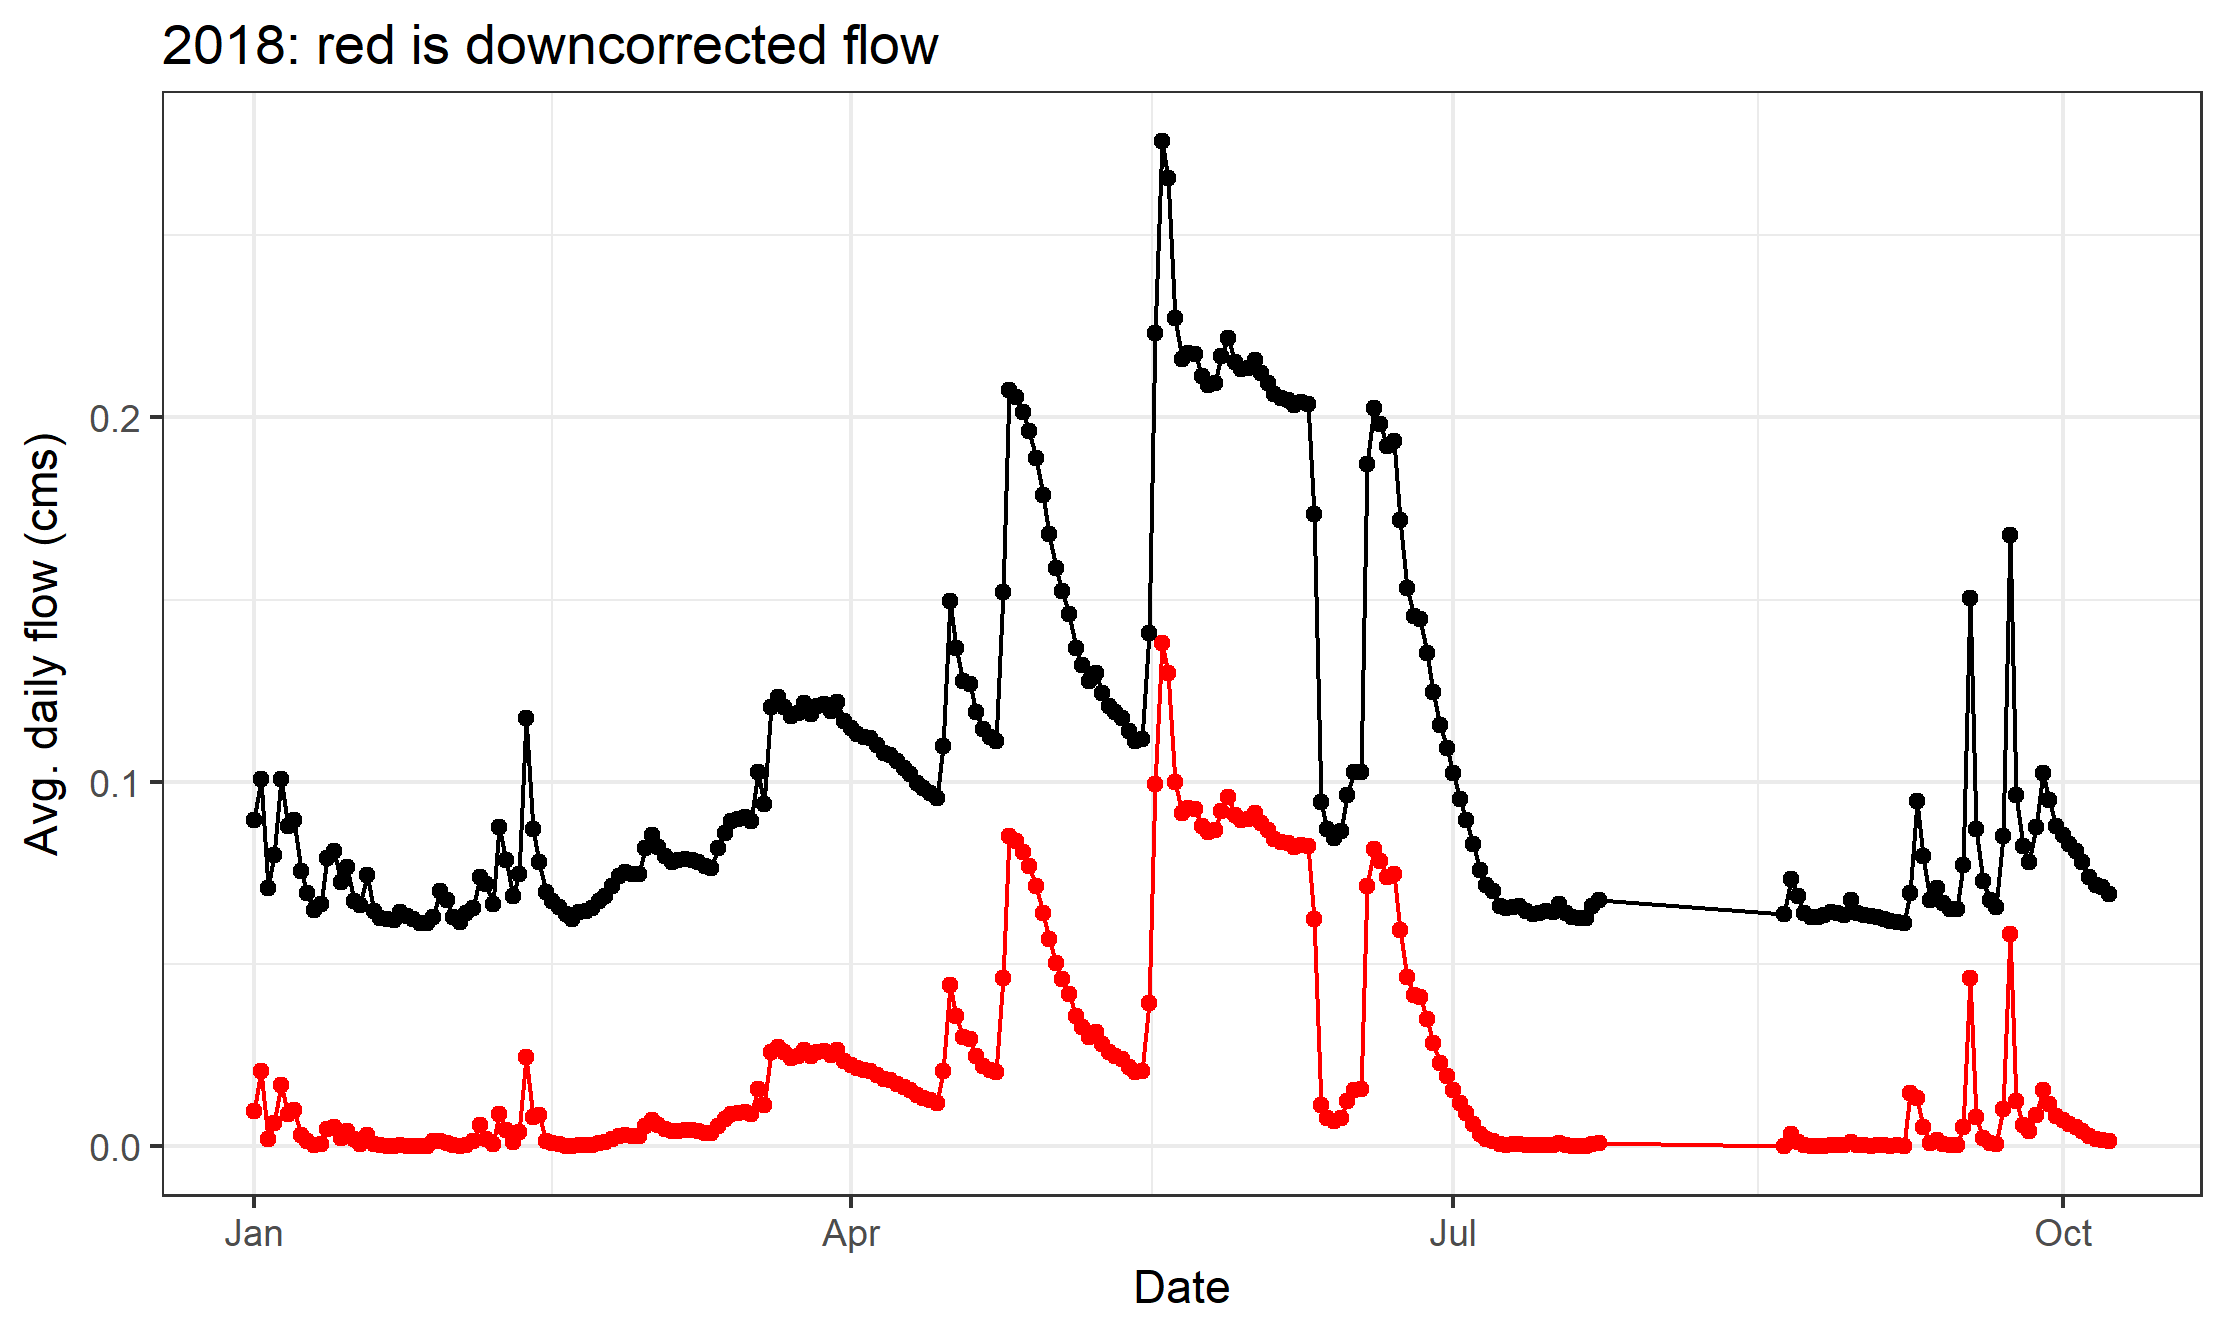 2018: red is downcorrected flow
Avg. daily flow (cms)
0.2
0.1
0.0
Jan
Apr
Jul
Oct
Date